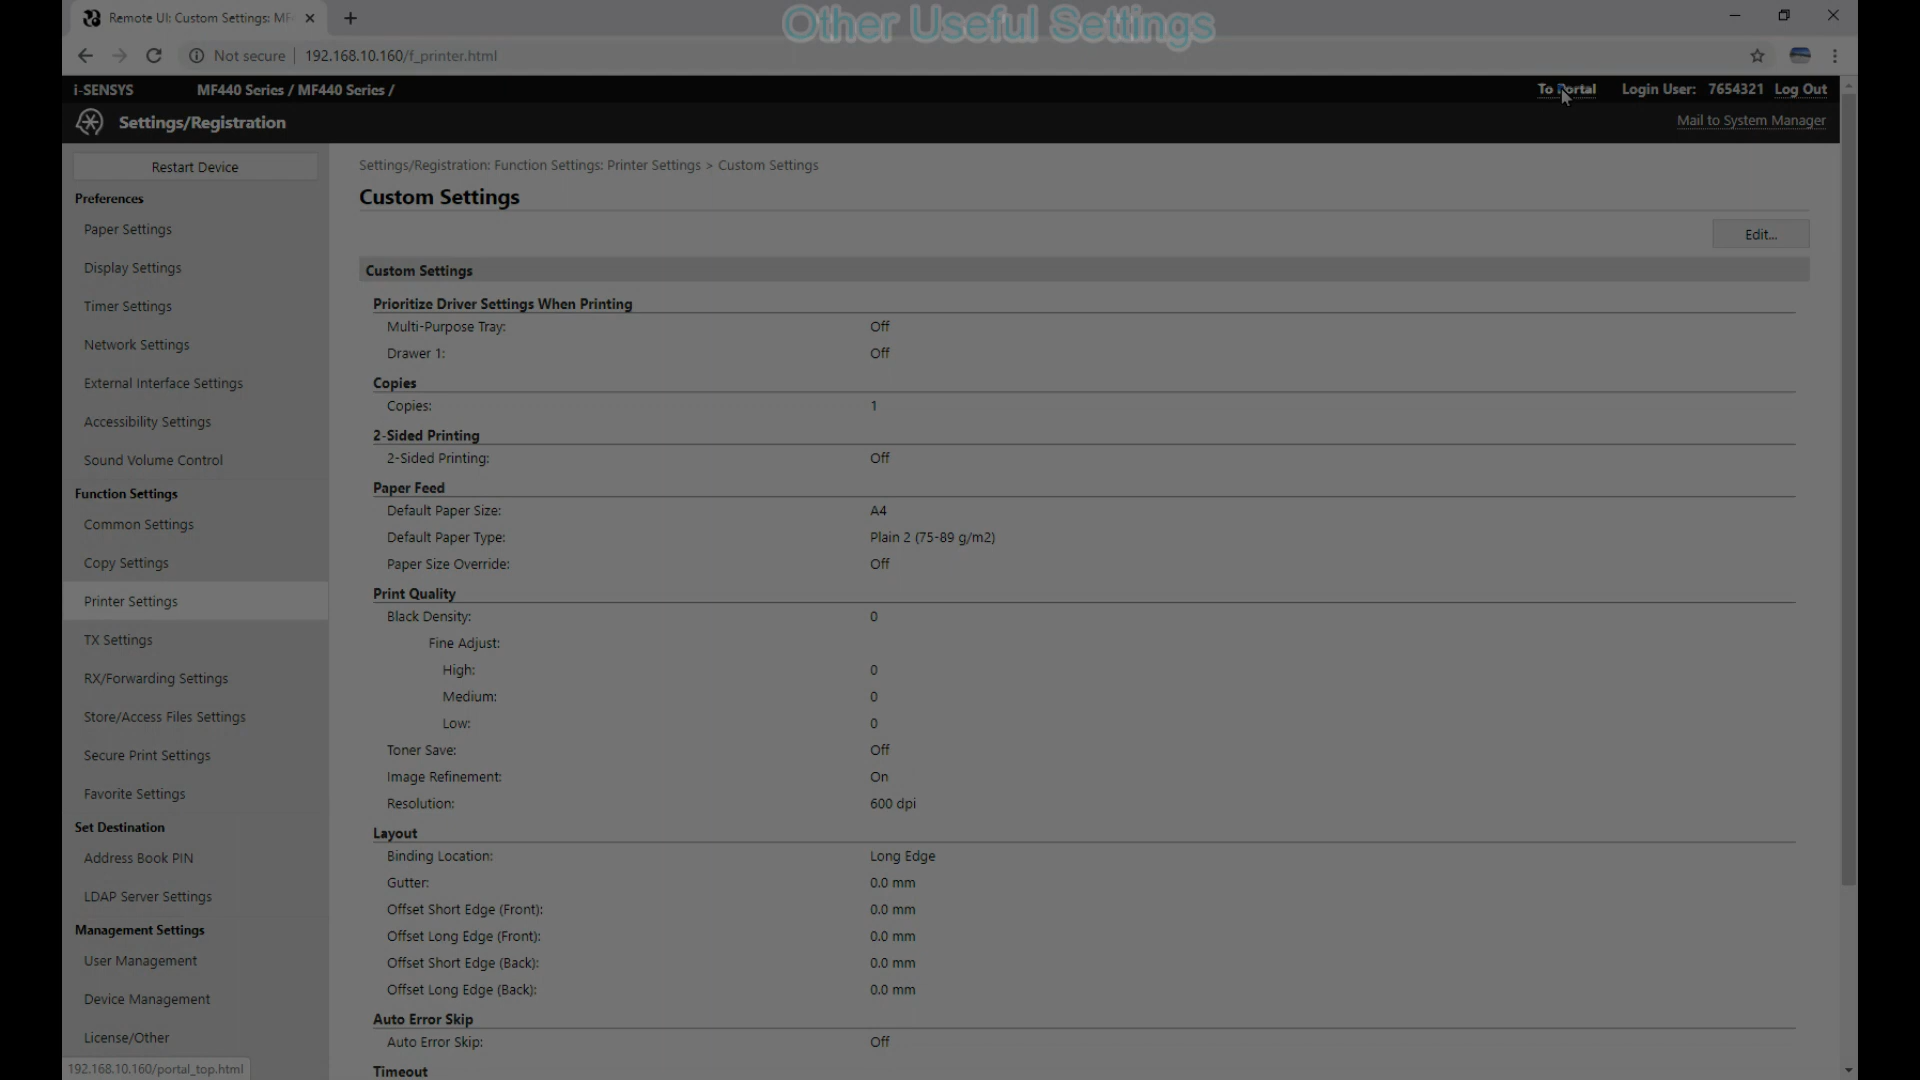 Other Useful Settings
Remote UI: Custom Settings: MF
Not secure | 192.168.10.160/f_printer.html
i-SENSYS MF440 Series / MF440 Series / To Portal Login User: 7654321 Log Out
Settings/Registration Mail to System Manager
Restart Device
Preferences
Paper Settings
Display Settings
Timer Settings
Network Settings
External Interface Settings
Accessibility Settings
Sound Volume Control
Function Settings
Common Settings
Copy Settings
Printer Settings
TX Settings
RX/Forwarding Settings
Store/Access Files Settings
Secure Print Settings
Favorite Settings
Set Destination
Address Book PIN
LDAP Server Settings
Management Settings
User Management
Device Management
License/Other
192.168.10.160/portal_top.html
Settings/Registration: Function Settings: Printer Settings > Custom Settings
Custom Settings
Edit...
Custom Settings
Prioritize Driver Settings When Printing
Multi-Purpose Tray: Off
Drawer 1: Off
Copies
Copies: 1
2-Sided Printing
2-Sided Printing: Off
Paper Feed
Default Paper Size: A4
Default Paper Type: Plain 2 (75-89 g/m2)
Paper Size Override: Off
Print Quality
Black Density: 0
Fine Adjust:
High: 0
Medium: 0
Low: 0
Toner Save: Off
Image Refinement: On
Resolution: 600 dpi
Layout
Binding Location: Long Edge
Gutter: 0.0 mm
Offset Short Edge (Front): 0.0 mm
Offset Long Edge (Front): 0.0 mm
Offset Short Edge (Back): 0.0 mm
Offset Long Edge (Back): 0.0 mm
Auto Error Skip
Auto Error Skip: Off
Timeout